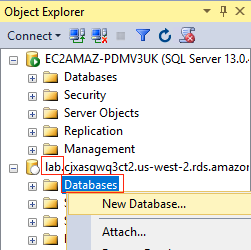 Object Explorer
Connect
EC2AMAZ-PDMV3UK (SQL Server 13.0.
Databases
Security
Server Objects
Replication
Management
lab.cjxasqwq3ct2.us-west-2.rds.amazon
Databases
New Database...
Attach...